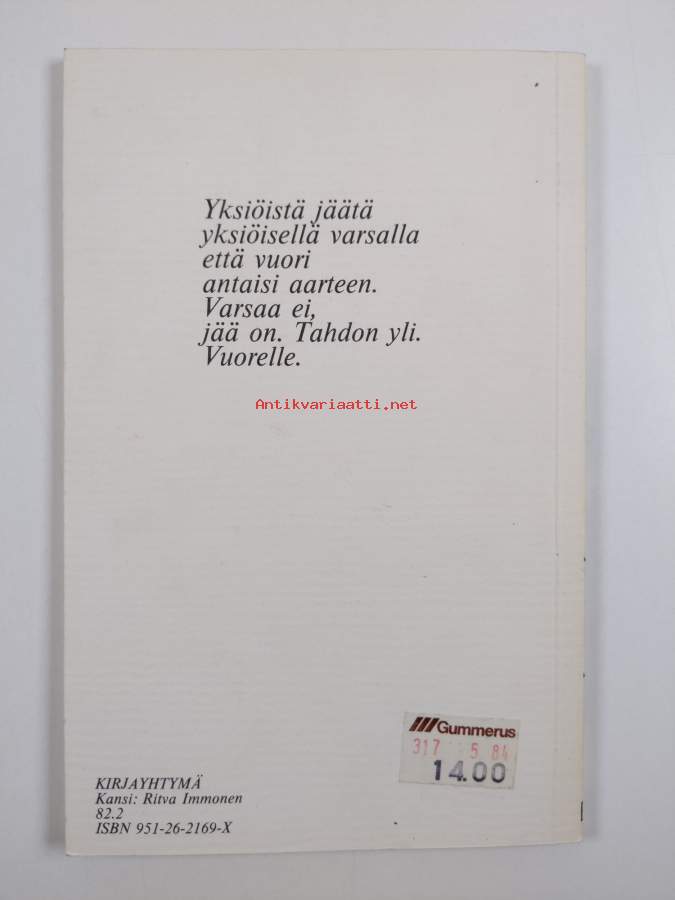 Yksiöistä jäätä
yksiöisellä varsalla
että vuori
antaisi aarteen.
Varsaa ei,
jää on. Tahdon yli.
Vuorelle.
Antikvariaatti.net
Gummerus
317 5 84
14.00
KIRJAYHTYMÄ
Kansi: Ritva Immonen
82.2
ISBN 951-26-2169-X